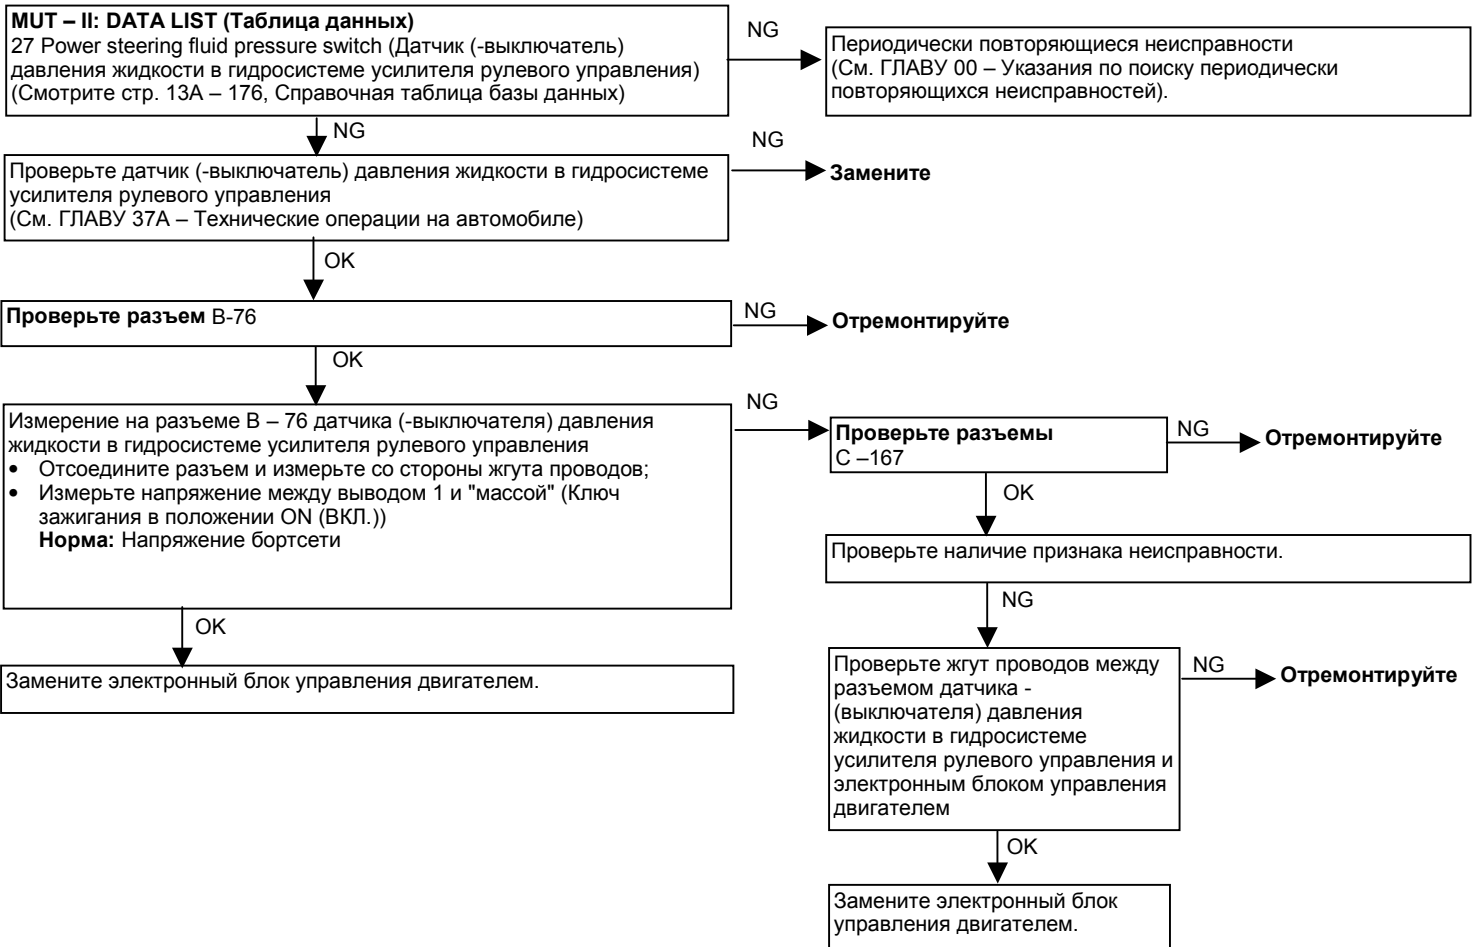 MUT – II: DATA LIST (Таблица данных)
27 Power steering fluid pressure switch (Датчик (-выключатель)
давления жидкости в гидросистеме усилителя рулевого управления)
(Смотрите стр. 13А – 176, Справочная таблица базы данных)
NG
Периодически повторяющиеся неисправности
(См. ГЛАВУ 00 – Указания по поиску периодически
повторяющихся неисправностей).
NG
Проверьте датчик (-выключатель) давления жидкости в гидросистеме
усилителя рулевого управления
(См. ГЛАВУ 37А – Технические операции на автомобиле)
NG
Замените
OK
Проверьте разъем В-76
NG
Отремонтируйте
OK
Измерение на разъеме В – 76 датчика (-выключателя) давления
жидкости в гидросистеме усилителя рулевого управления
• Отсоедините разъем и измерьте со стороны жгута проводов;
• Измерьте напряжение между выводом 1 и "массой" (Ключ
зажигания в положении ON (ВКЛ.))
Норма: Напряжение бортсети
NG
Проверьте разъемы
С –167
NG
Отремонтируйте
OK
Проверьте наличие признака неисправности.
NG
OK
Замените электронный блок управления двигателем.
Проверьте жгут проводов между
разъемом датчика -
(выключателя) давления
жидкости в гидросистеме
усилителя рулевого управления и
электронным блоком управления
двигателем
NG
Отремонтируйте
OK
Замените электронный блок
управления двигателем.